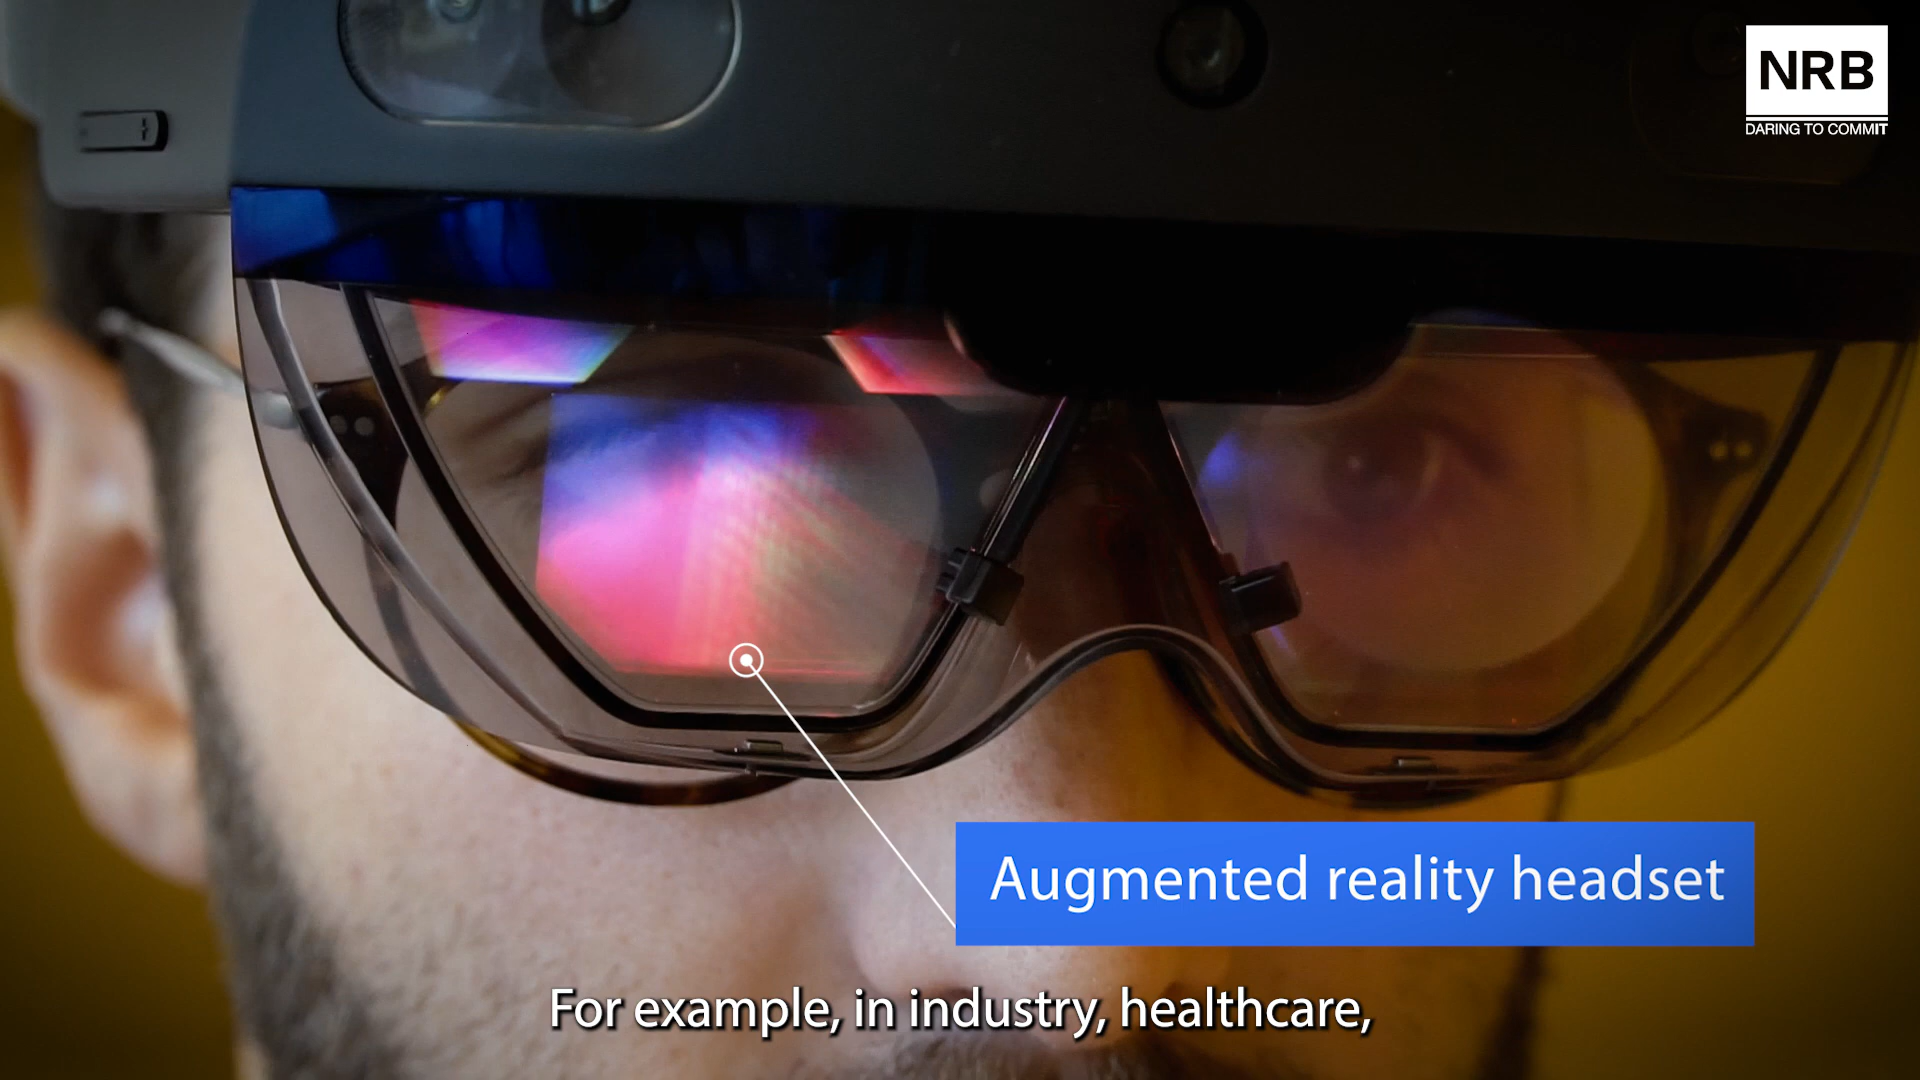 NRB
DARING TO COMMIT
Augmented reality headset
For example, in industry, healthcare,